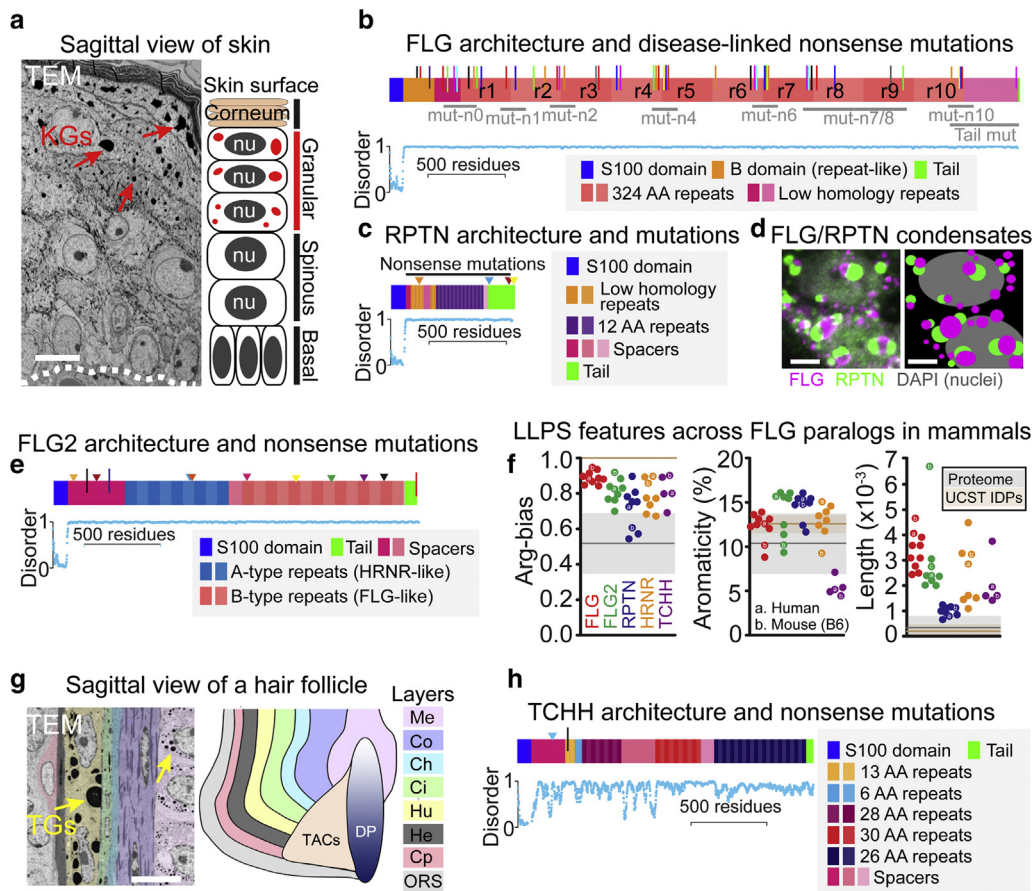 a
Sagittal view of skin
TEM
KGs
Skin surface
Corneum
nu
nu
nu
nu
nu
Granular
Spinous
Basal
b
FLG architecture and disease-linked nonsense mutations
r1 r2 r3 r4 r5 r6 r7 r8 r9 r10
mut-n0 mut-n1 mut-n2 mut-n4 mut-n6 mut-n7/8 mut-n10
Tail mut
Disorder
1
0
500 residues
S100 domain B domain (repeat-like) Tail
324 AA repeats Low homology repeats
c
RPTN architecture and mutations
Nonsense mutations
Disorder
1
0
500 residues
S100 domain
Low homology
repeats
12 AA repeats
Spacers
Tail
d
FLG/RPTN condensates
FLG RPTN DAPI (nuclei)
e
FLG2 architecture and nonsense mutations
Disorder
1
0
500 residues
S100 domain Tail Spacers
A-type repeats (HRNR-like)
B-type repeats (FLG-like)
f
LLPS features across FLG paralogs in mammals
Arg-bias
1.0
0.8
0.6
0.4
0.2
0.0
FLG
FLG2
RPTN
HRNR
TCHH
Aromaticity (%)
20
15
10
5
0
a. Human
b. Mouse (B6)
Length (x10⁻³)
7
6
5
4
3
2
1
0
Proteome
UCST IDPs
g
Sagittal view of a hair follicle
TEM
TGs
TACs
DP
Layers
Me
Co
Ch
Ci
Hu
He
Cp
ORS
h
TCHH architecture and nonsense mutations
Disorder
1
0
500 residues
S100 domain Tail
13 AA repeats
6 AA repeats
28 AA repeats
30 AA repeats
26 AA repeats
Spacers